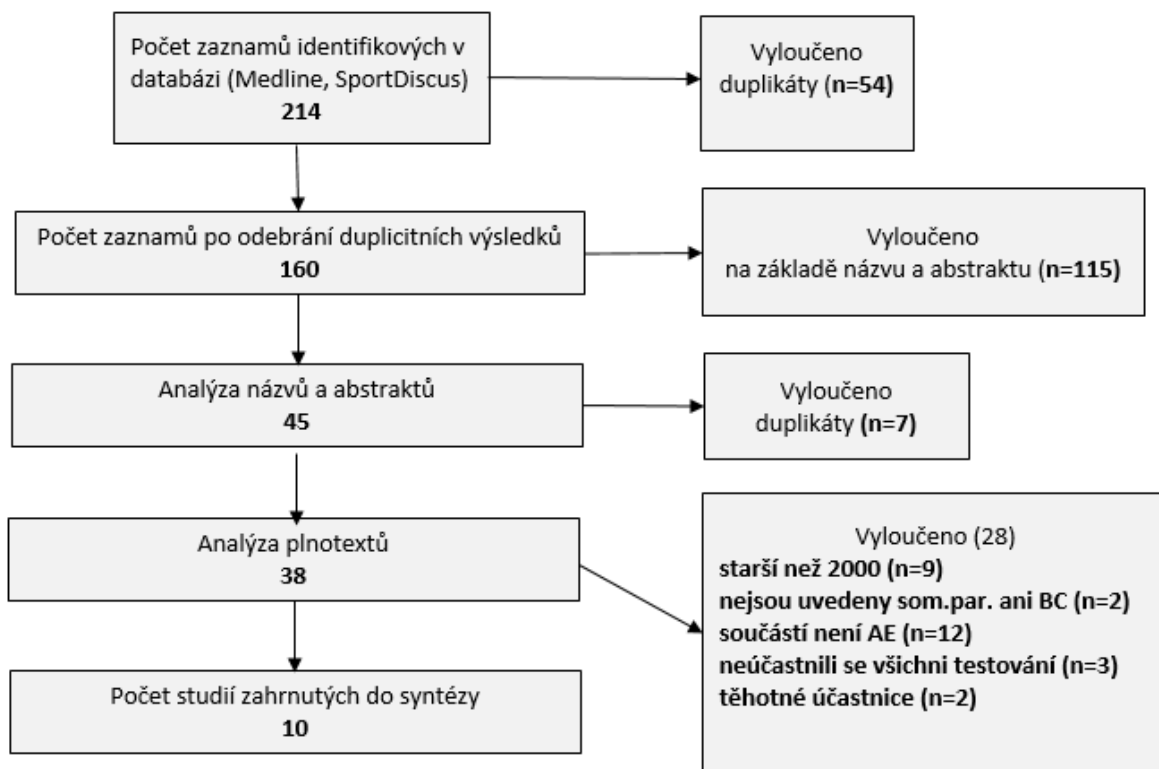 Počet zaznamů identifikových v
databázi (Medline, SportDiscus)
214
Vyloučeno
duplikáty (n=54)
Počet zaznamů po odebrání duplicitních výsledků
160
Vyloučeno
na základě názvu a abstraktu (n=115)
Analýza názvů a abstraktů
45
Vyloučeno
duplikáty (n=7)
Analýza plnotextů
38
Vyloučeno (28)
starší než 2000 (n=9)
nejsou uvedeny som.par. ani BC (n=2)
součástí není AE (n=12)
neúčastnili se všichni testování (n=3)
těhotné účastnice (n=2)
Počet studií zahrnutých do syntézy
10